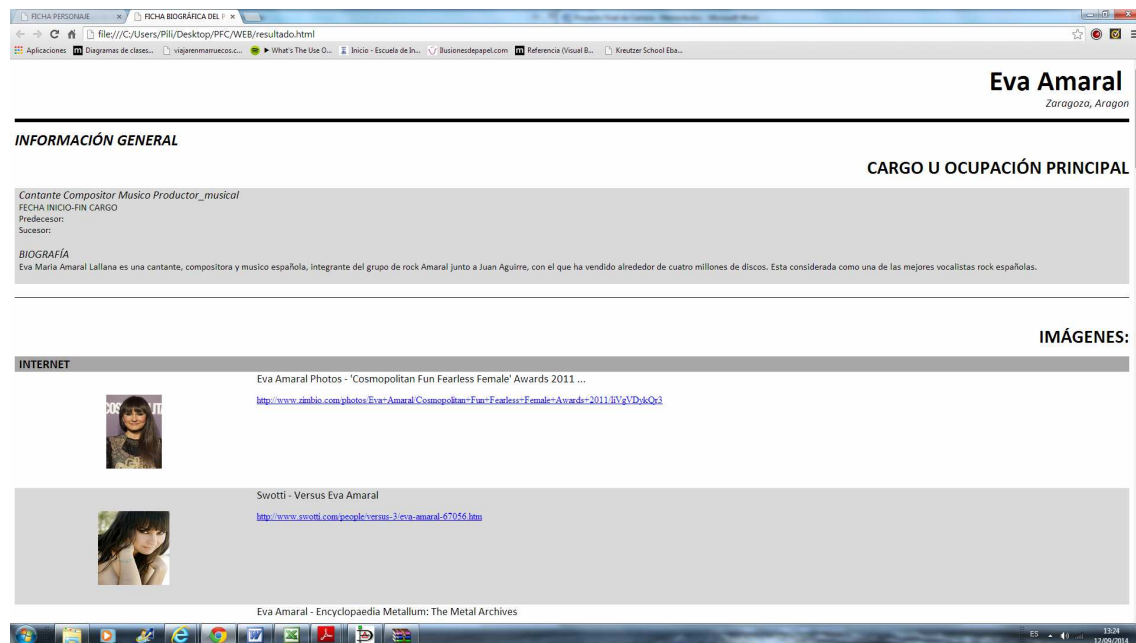 FICHA PERSONAJE
FICHA BIOGRÁFICA DEL P
file:///C:/Users/Pili/Desktop/PFC/WEB/resultado.html
Aplicaciones
Diagramas de clases...
viajarenmarruecos.c...
What's The Use O...
Inicio - Escuela de In...
Ilusionesdepapel.com
Referencia (Visual B...
Kreutzer School Eba...
Eva Amaral
Zaragoza, Aragon
INFORMACIÓN GENERAL
CARGO U OCUPACIÓN PRINCIPAL
Cantante Compositor Musico Productor_musical
FECHA INICIO-FIN CARGO
Predecesor:
Sucesor:
BIOGRAFÍA
Eva Maria Amaral Lallana es una cantante, compositora y musico española, integrante del grupo de rock Amaral junto a Juan Aguirre, con el que ha vendido alrededor de cuatro millones de discos. Esta considerada como una de las mejores vocalistas rock españolas.
IMÁGENES:
INTERNET
Eva Amaral Photos - 'Cosmopolitan Fun Fearless Female' Awards 2011 ...
http://www.zimbio.com/photos/Eva+Amaral/Cosmopolitan+Fun+Fearless+Female+Awards+2011/IiVgVDykQr3
Swotti - Versus Eva Amaral
http://www.swotti.com/people/versus-3/eva-amaral-67056.htm
Eva Amaral - Encyclopaedia Metallum: The Metal Archives
ES
13:24
17/09/2014